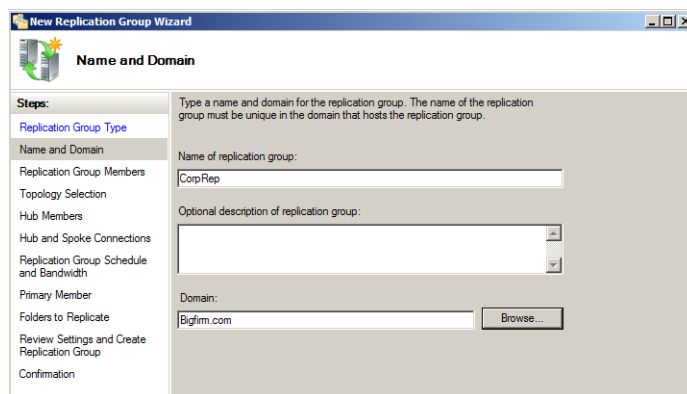 New Replication Group Wizard
Name and Domain
Steps:
Replication Group Type
Name and Domain
Replication Group Members
Topology Selection
Hub Members
Hub and Spoke Connections
Replication Group Schedule
and Bandwidth
Primary Member
Folders to Replicate
Review Settings and Create
Replication Group
Confirmation
Type a name and domain for the replication group. The name of the replication
group must be unique in the domain that hosts the replication group.
Name of replication group:
CorpRep
Optional description of replication group:
Domain:
Bigfirm.com
Browse...